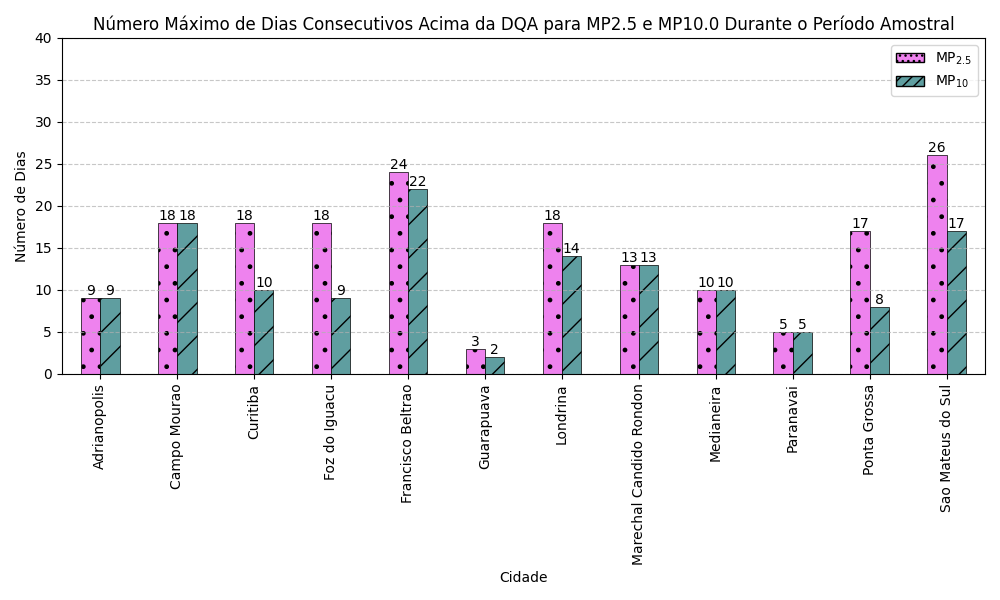 Número Máximo de Dias Consecutivos Acima da DQA para MP2.5 e MP10.0 Durante o Período Amostral
MP2.5
MP10
Número de Dias
40
35
30
25
20
15
10
5
0
9 9
18 18
18 10
18 9
24 22
3 2
18 14
13 13
10 10
5 5
17 8
26 17
Adrianopolis
Campo Mourao
Curitiba
Foz do Iguacu
Francisco Beltrao
Guarapuava
Londrina
Marechal Candido Rondon
Medianeira
Paranavai
Ponta Grossa
Sao Mateus do Sul
Cidade